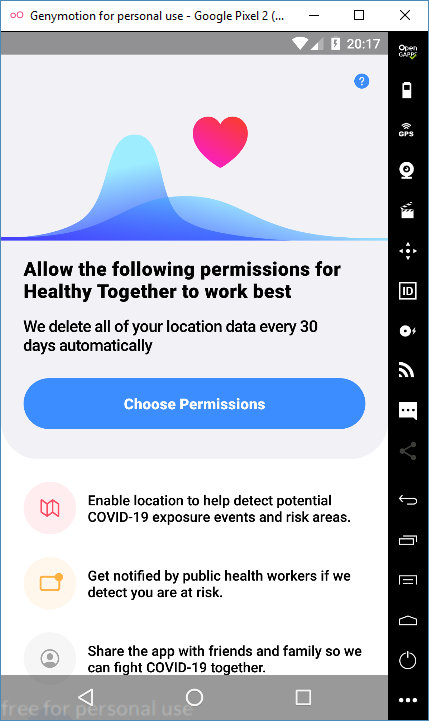 Genymotion for personal use - Google Pixel 2 (...
20:17
Open
GAPPS
?
GPS
Allow the following permissions for
Healthy Together to work best
ID
We delete all of your location data every 30
days automatically
Choose Permissions
Enable location to help detect potential
COVID-19 exposure events and risk areas.
Get notified by public health workers if we
detect you are at risk.
Share the app with friends and family so we
can fight COVID-19 together.
free for personal use